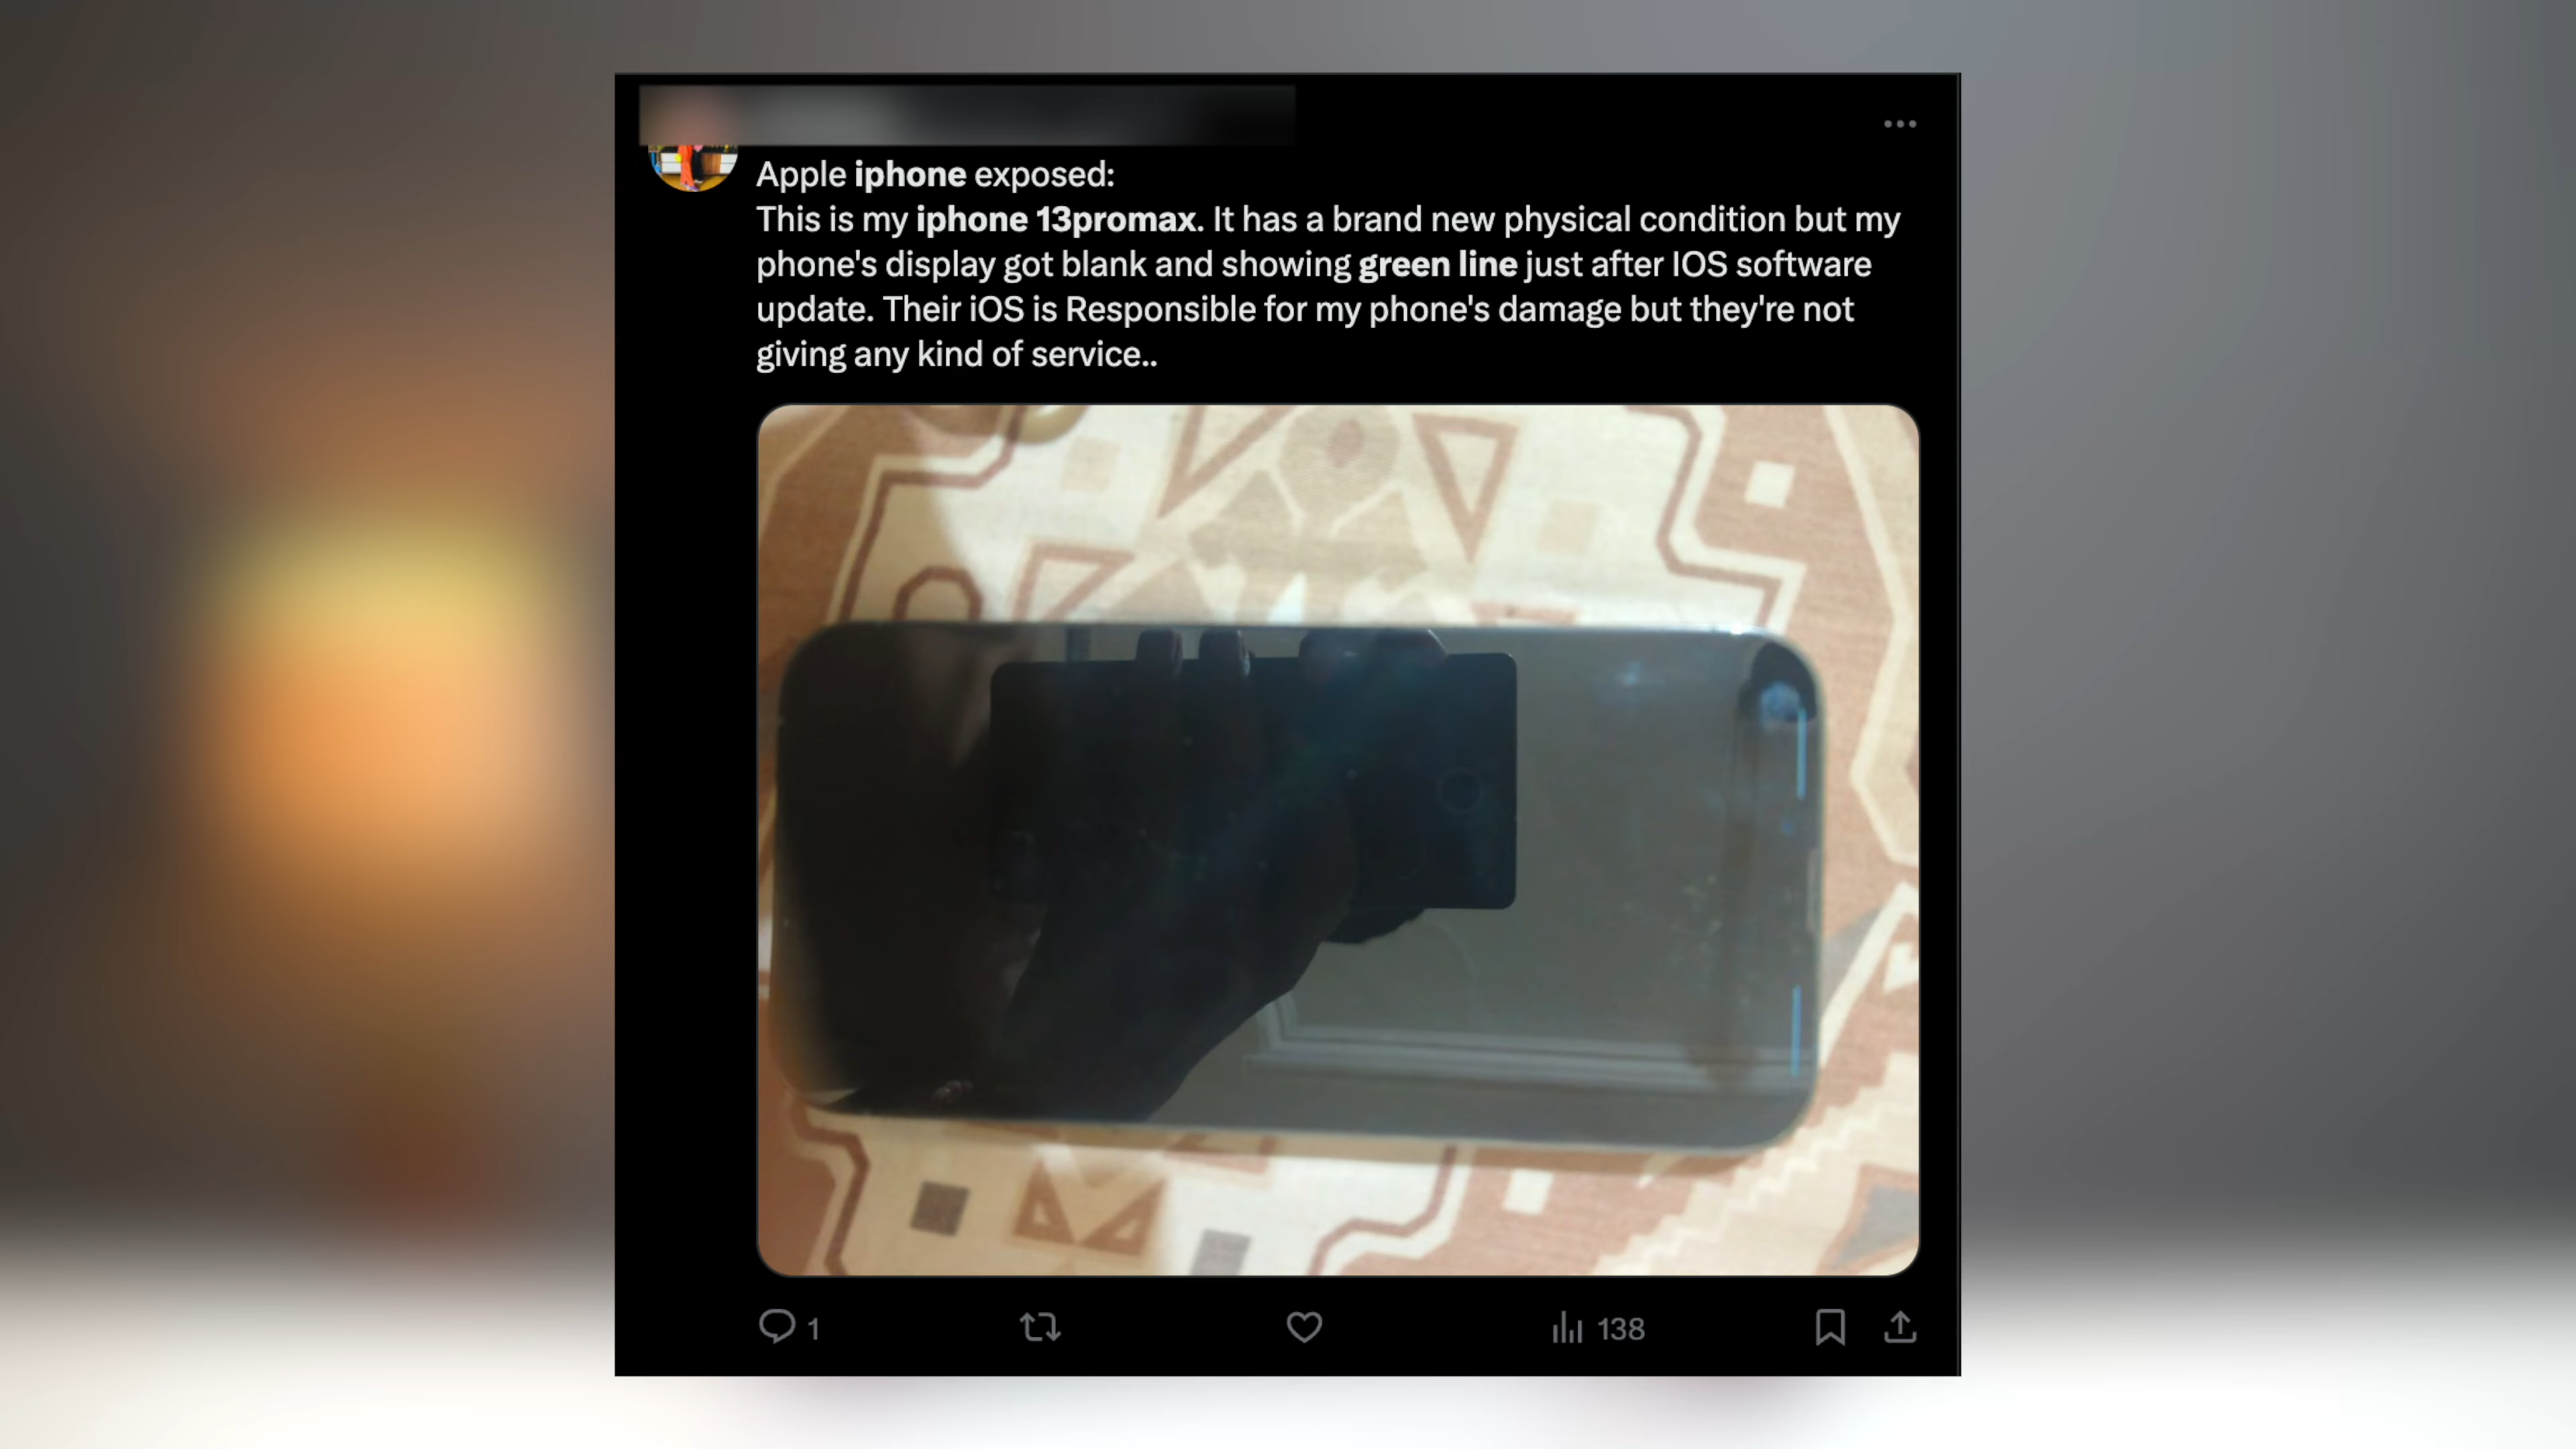 Apple iphone exposed:
This is my iphone 13promax. It has a brand new physical condition but my
phone's display got blank and showing green line just after IOS software
update. Their iOS is Responsible for my phone's damage but they're not
giving any kind of service..
1
138